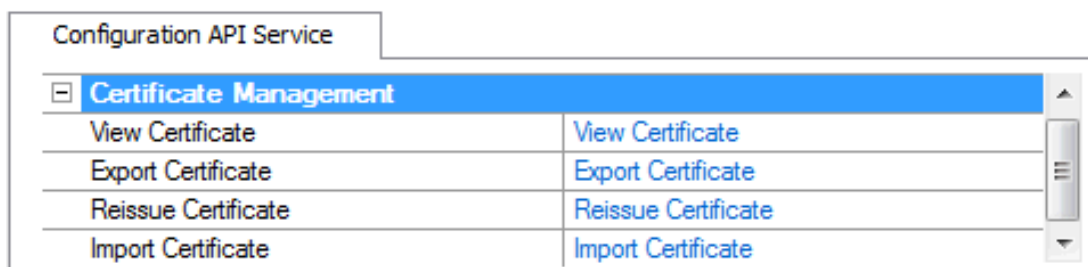 Configuration API Service
Certificate Management
View Certificate View Certificate
Export Certificate Export Certificate
Reissue Certificate Reissue Certificate
Import Certificate Import Certificate